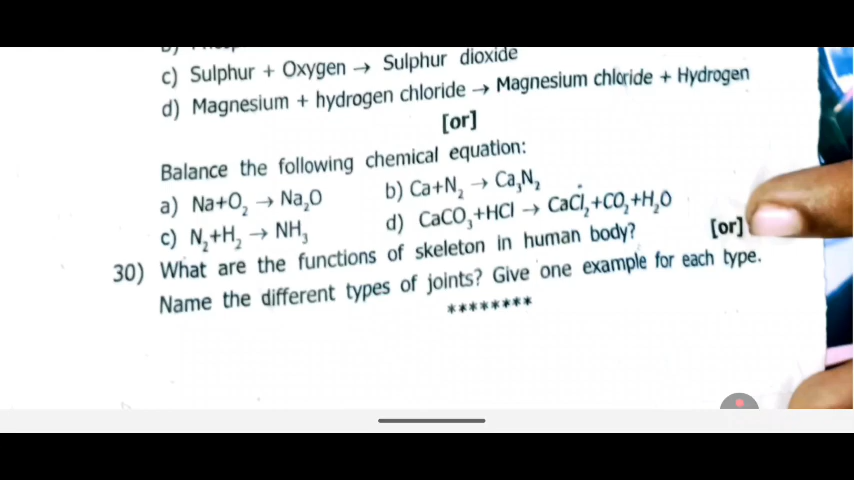 c) Sulphur + Oxygen → Sulphur dioxide
d) Magnesium + hydrogen chloride → Magnesium chloride + Hydrogen
[or]
Balance the following chemical equation:
a) Na+O₂ → Na₂O b) Ca+N₂ → Ca₃N₂
c) N₂+H₂ → NH₃ d) CaCO₃+HCl → CaCl₂+CO₂+H₂O
30) What are the functions of skeleton in human body? [or]
Name the different types of joints? Give one example for each type.
********